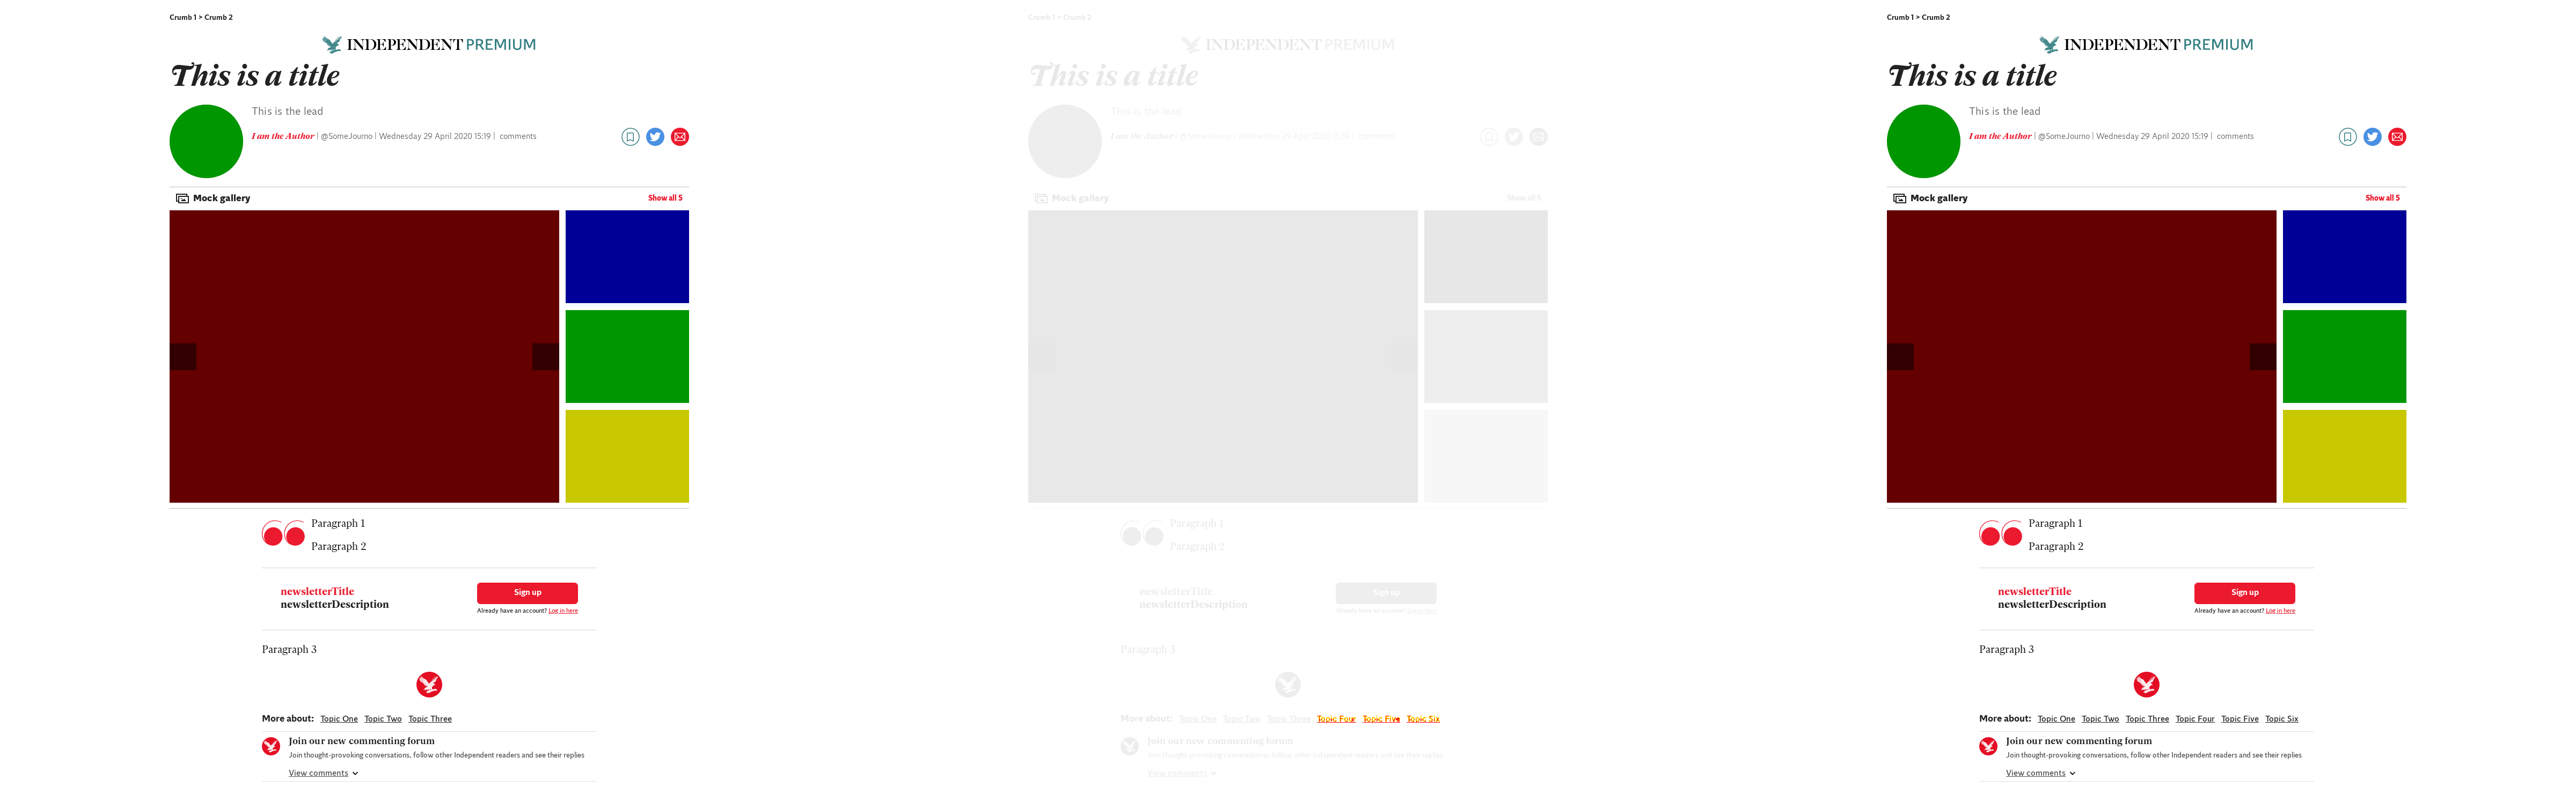 Crumb 1 > Crumb 2
INDEPENDENT PREMIUM
This is a title
This is the lead
I am the Author | @SomeJourno | Wednesday 29 April 2020 15:19 | comments
Mock gallery
Show all 5
Paragraph 1
Paragraph 2
newsletterTitle
newsletterDescription
Sign up
Already have an account? Log in here
Paragraph 3
More about: Topic One Topic Two Topic Three
Join our new commenting forum
Join thought-provoking conversations, follow other Independent readers and see their replies
View comments
Crumb 1 > Crumb 2
INDEPENDENT PREMIUM
This is a title
This is the lead
I am the Author | @SomeJourno | Wednesday 29 April 2020 15:19 | comments
Mock gallery
Show all 5
Paragraph 1
Paragraph 2
newsletterTitle
newsletterDescription
Sign up
Already have an account? Log in here
Paragraph 3
More about: Topic One Topic Two Topic Three Topic Four Topic Five Topic Six
Join our new commenting forum
Join thought-provoking conversations, follow other Independent readers and see their replies
View comments
Crumb 1 > Crumb 2
INDEPENDENT PREMIUM
This is a title
This is the lead
I am the Author | @SomeJourno | Wednesday 29 April 2020 15:19 | comments
Mock gallery
Show all 5
Paragraph 1
Paragraph 2
newsletterTitle
newsletterDescription
Sign up
Already have an account? Log in here
Paragraph 3
More about: Topic One Topic Two Topic Three Topic Four Topic Five Topic Six
Join our new commenting forum
Join thought-provoking conversations, follow other Independent readers and see their replies
View comments